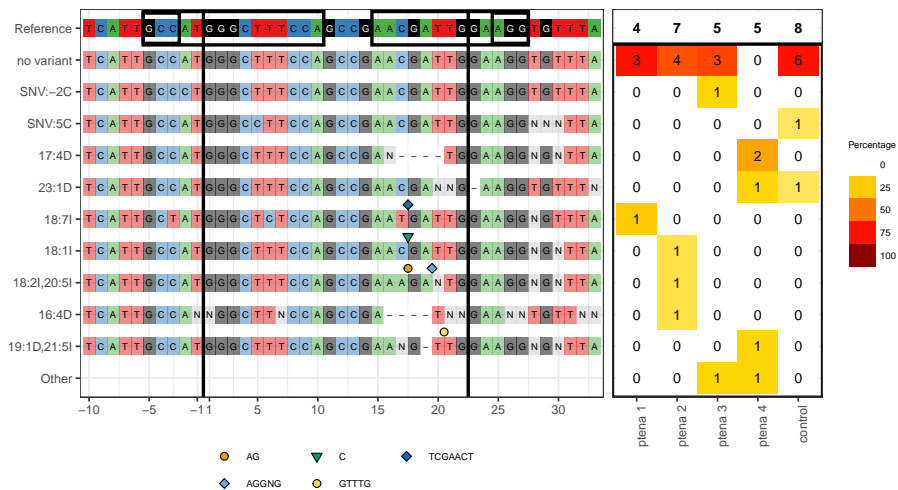 Reference T C A T T G C C A T G G G C T T T C C A G C C G A A C G A T T G G A A G G T G T T T A 4 7 5 5 8
no variant T C A T T G C C A T G G G C T T T C C A G C C G A A C G A T T G G A A G G T G T T T A 3 4 3 0 6
SNV:−2C T C A T T G C C C T G G G C T T T C C A G C C G A A C G A T T G G A A G G T G T T T A 0 0 1 0 0
SNV:5C T C A T T G C C A T G G G C C T T C C A G C C G A A C G A T T G G A A G G N N N T T A 0 0 0 0 1
17:4D T C A T T G C C A T G G G C T T T C C A G C C G A N - - - - T G G A A G G N G N T T A 0 0 0 2 0
23:1D T C A T T G C C A T G G G C T T T C C A G C C G A A C G A N N G - A A G G T G T T T N 0 0 0 1 1
18:7I T C A T T G C T A T G G G C T C T C C A G C C G A A T G A T T G G A A G G N G T T T A 1 0 0 0 0
18:1I T C A T T G C C A T G G G C T T T C C A G C C G A A C G A T T G G A A G G N G N T T A 0 1 0 0 0
18:2I,20:5I T C A T T G C C A T G G G C T T T C C A G C C G A A A G A N T G G A A G G N G N T T A 0 1 0 0 0
16:4D T C A T T G C C A N N G G C T T N C C A G C C G A - - - - T N N G A A N N T G T T N N 0 1 0 0 0
19:1D,21:5I T C A T T G C C A T G G G C T T T C C A G C C G A A N G - T T G G A A G G N G N T T A 0 0 0 1 0
Other 0 0 1 1 0
−10 −5 −1 1 5 10 15 20 25 30
ptena 1 ptena 2 ptena 3 ptena 4 control
Percentage
0
25
50
75
100
AG C TCGAACT
AGGNG GTTTG